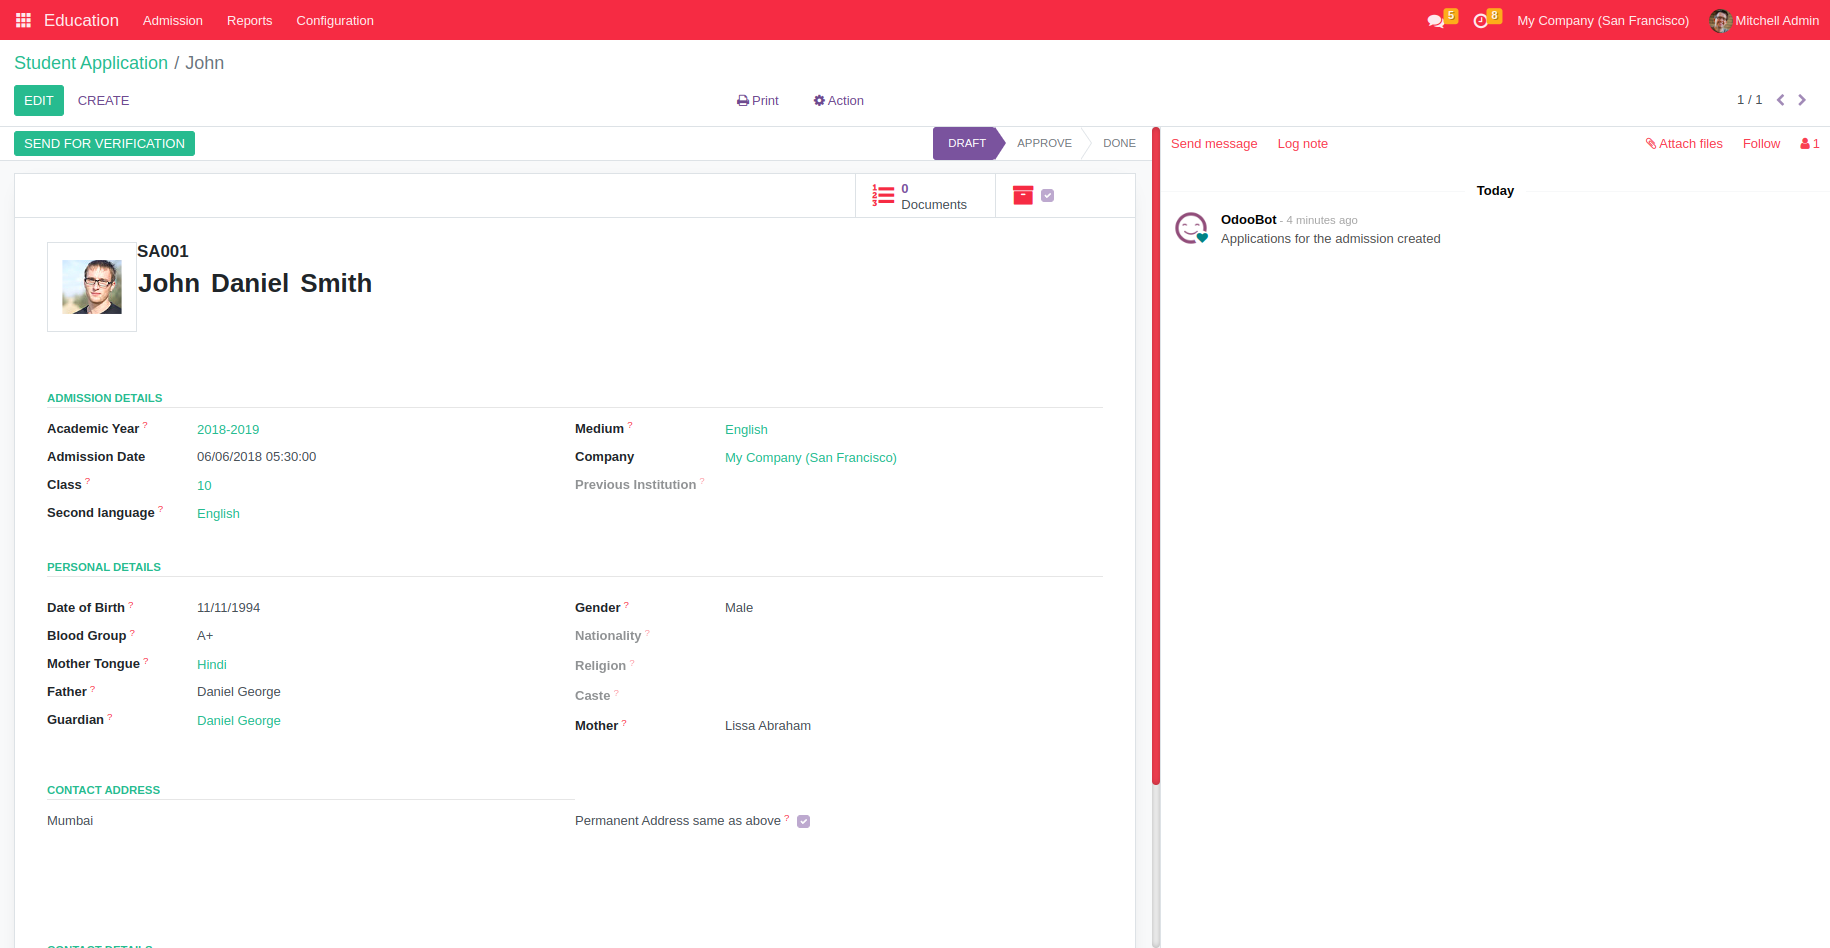 Education Admission Reports Configuration 5 8 My Company (San Francisco) Mitchell Admin
Student Application / John
EDIT CREATE Print Action 1 / 1
SEND FOR VERIFICATION DRAFT APPROVE DONE Send message Log note Attach files Follow 1
0
Documents
Today
OdooBot - 4 minutes ago
Applications for the admission created
SA001
John Daniel Smith
ADMISSION DETAILS
Academic Year ? 2018-2019 Medium ? English
Admission Date 06/06/2018 05:30:00 Company My Company (San Francisco)
Class ? 10 Previous Institution ?
Second language ? English
PERSONAL DETAILS
Date of Birth ? 11/11/1994 Gender ? Male
Blood Group ? A+ Nationality ?
Mother Tongue ? Hindi Religion ?
Father ? Daniel George Caste ?
Guardian ? Daniel George Mother ? Lissa Abraham
CONTACT ADDRESS
Mumbai Permanent Address same as above ?
CONTACT DETAILS